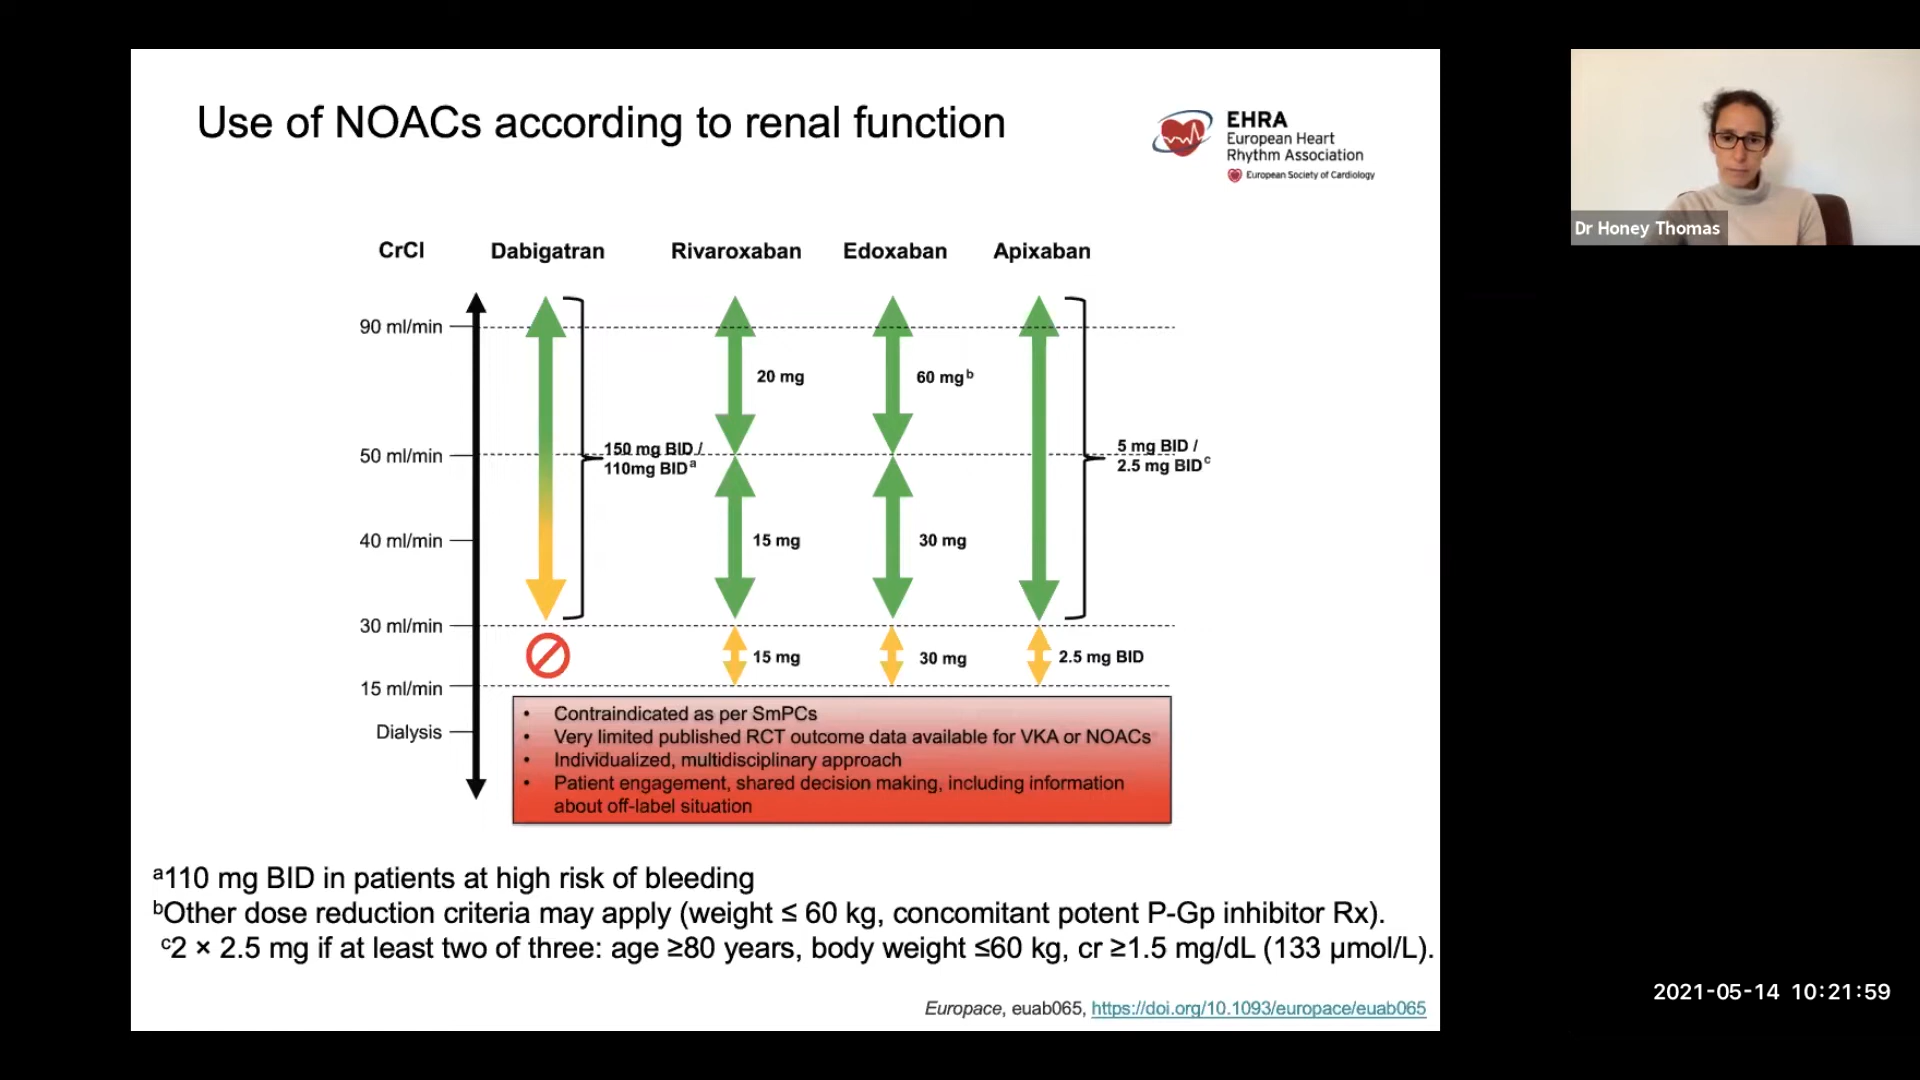 Use of NOACs according to renal function
EHRA
European Heart
Rhythm Association
European Society of Cardiology
Dr Honey Thomas
CrCl Dabigatran Rivaroxaban Edoxaban Apixaban
90 ml/min
20 mg 60 mgᵇ
50 ml/min
150 mg BID /
110mg BIDᵃ
5 mg BID /
2.5 mg BIDᶜ
40 ml/min 15 mg 30 mg
30 ml/min
15 mg 30 mg 2.5 mg BID
15 ml/min
Dialysis
• Contraindicated as per SmPCs
• Very limited published RCT outcome data available for VKA or NOACs
• Individualized, multidisciplinary approach
• Patient engagement, shared decision making, including information
about off-label situation
ᵃ110 mg BID in patients at high risk of bleeding
ᵇOther dose reduction criteria may apply (weight ≤ 60 kg, concomitant potent P-Gp inhibitor Rx).
ᶜ2 × 2.5 mg if at least two of three: age ≥80 years, body weight ≤60 kg, cr ≥1.5 mg/dL (133 μmol/L).
Europace, euab065, https://doi.org/10.1093/europace/euab065
2021-05-14 10:21:59